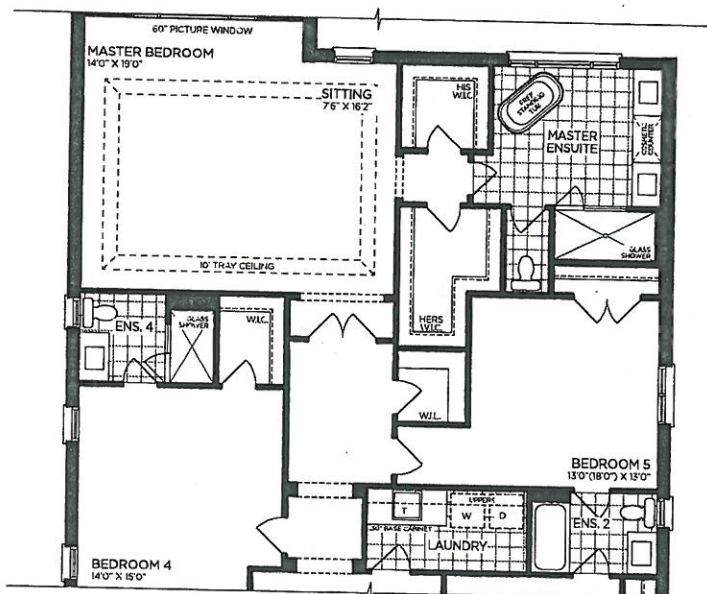 60" PICTURE WINDOW
MASTER BEDROOM
14'0" X 19'0"
SITTING
7'6" X 16'2"
HIS
W.I.C.
FREE
STANDING
TUB
MASTER
ENSUITE
COSMETIC
COUNTER
10' TRAY CEILING
GLASS
SHOWER
HERS
W.I.C.
ENS. 4
GLASS
SHOWER
W.I.C.
W.I.L.
BEDROOM 5
13'0"(18'0") X 13'0"
UPPERS
T
W
D
30" BASE CABINET
LAUNDRY
ENS. 2
BEDROOM 4
14'0" X 15'0"